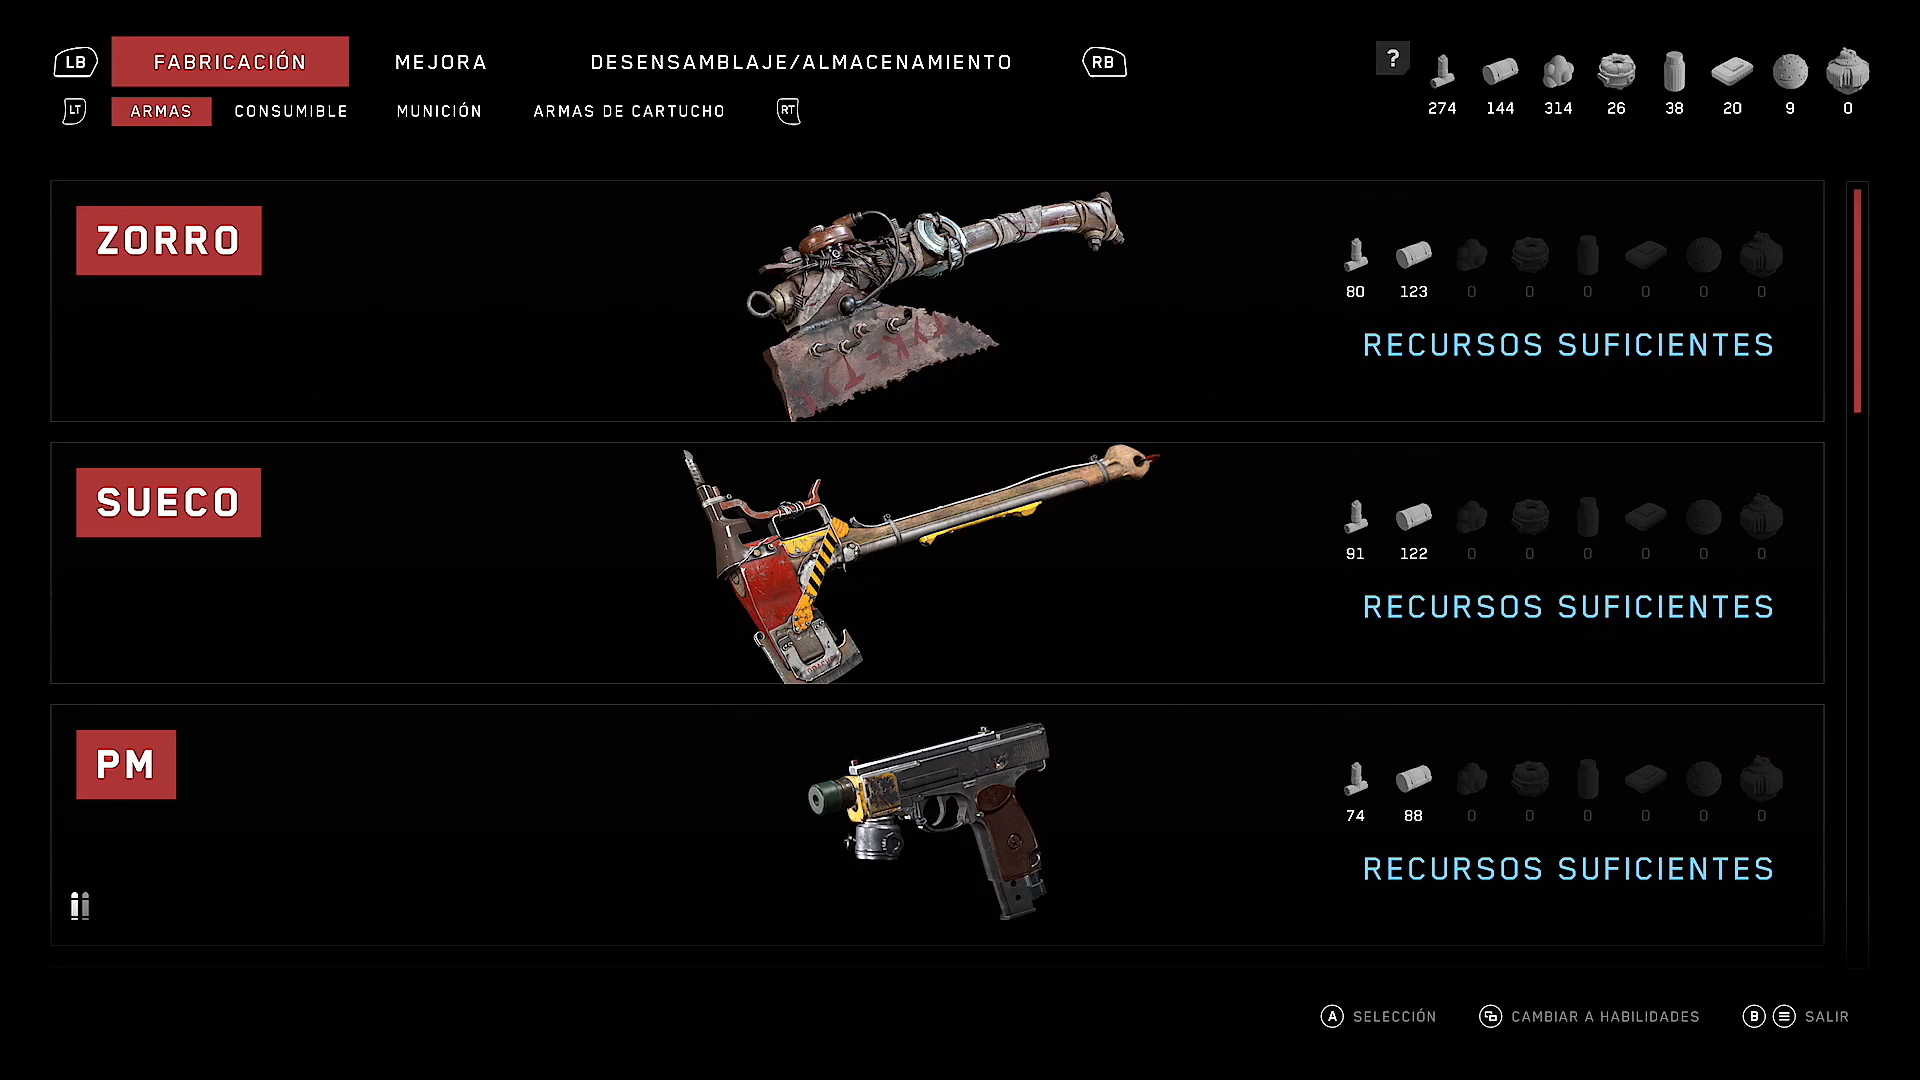 LB FABRICACIÓN MEJORA DESENSAMBLAJE/ALMACENAMIENTO RB ?
LT ARMAS CONSUMIBLE MUNICIÓN ARMAS DE CARTUCHO RT
274 144 314 26 38 20 9 0
ZORRO
80 123 0 0 0 0 0 0
RECURSOS SUFICIENTES
SUECO
91 122 0 0 0 0 0 0
RECURSOS SUFICIENTES
PM
74 88 0 0 0 0 0 0
RECURSOS SUFICIENTES
A SELECCIÓN CAMBIAR A HABILIDADES B SALIR